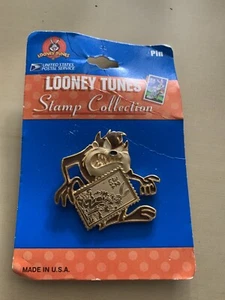 LOONEY TUNES
Pin
UNITED STATES
POSTAL SERVICE
LOONEY TUNES
Stamp Collection
MADE IN U.S.A.